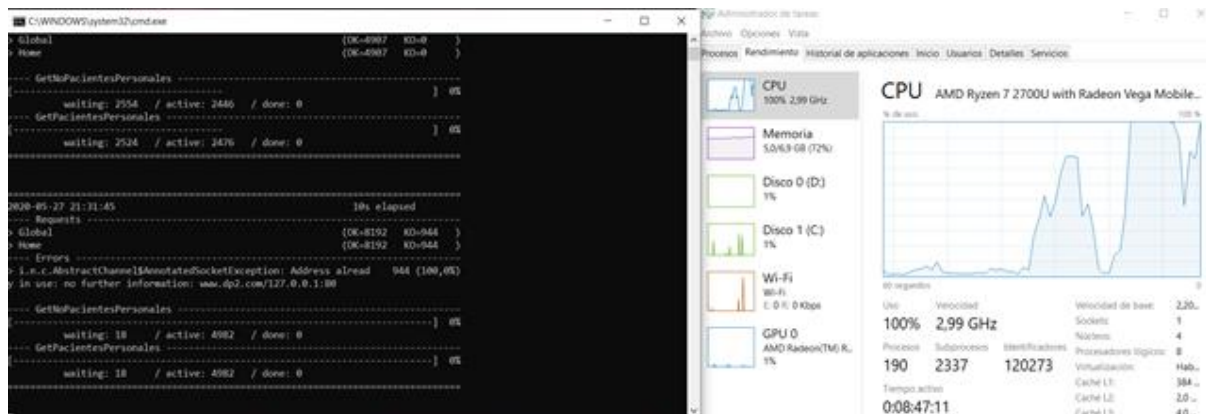 C:\WINDOWS\system32\cmd.exe
> Global (OK=4907 KO=0 )
> Home (OK=4907 KO=0 )
---- GetNoPacientesPersonales
[ ] 0%
waiting: 2554 / active: 2446 / done: 0
---- GetPacientesPersonales
[ ] 0%
waiting: 2524 / active: 2476 / done: 0
2020-05-27 21:31:45 10s elapsed
---- Requests
> Global (OK=8192 KO=944 )
> Home (OK=8192 KO=944 )
---- Errors
> i.n.c.AbstractChannel$AnnotatedSocketException: Address alread 944 (100,0%)
y in use: no further information: www.dp2.com/127.0.0.1:80
---- GetNoPacientesPersonales
[ ] 0%
waiting: 18 / active: 4982 / done: 0
---- GetPacientesPersonales
[ ] 0%
waiting: 18 / active: 4982 / done: 0
Administrador de tareas
Archivo Opciones Vista
Procesos Rendimiento Historial de aplicaciones Inicio Usuarios Detalles Servicios
CPU
100% 2,99 GHz
Memoria
5,0/6,9 GB (72%)
Disco 0 (D:)
1%
Disco 1 (C:)
1%
Wi-Fi
Wi-Fi
E: 0 R: 0 Kbps
GPU 0
AMD Radeon(TM) R...
1%
CPU AMD Ryzen 7 2700U with Radeon Vega Mobile...
% de uso 100 %
60 segundos 0
Uso Velocidad Velocidad de base: 2,20...
100% 2,99 GHz Sockets: 1
Núcleos: 4
Procesos Subprocesos Identificadores Procesadores lógicos: 8
190 2337 120273 Virtualización: Hab...
Caché L1: 384 ...
Tiempo activo Caché L2: 2,0 ...
0:08:47:11 Caché L3: 4,0 ...